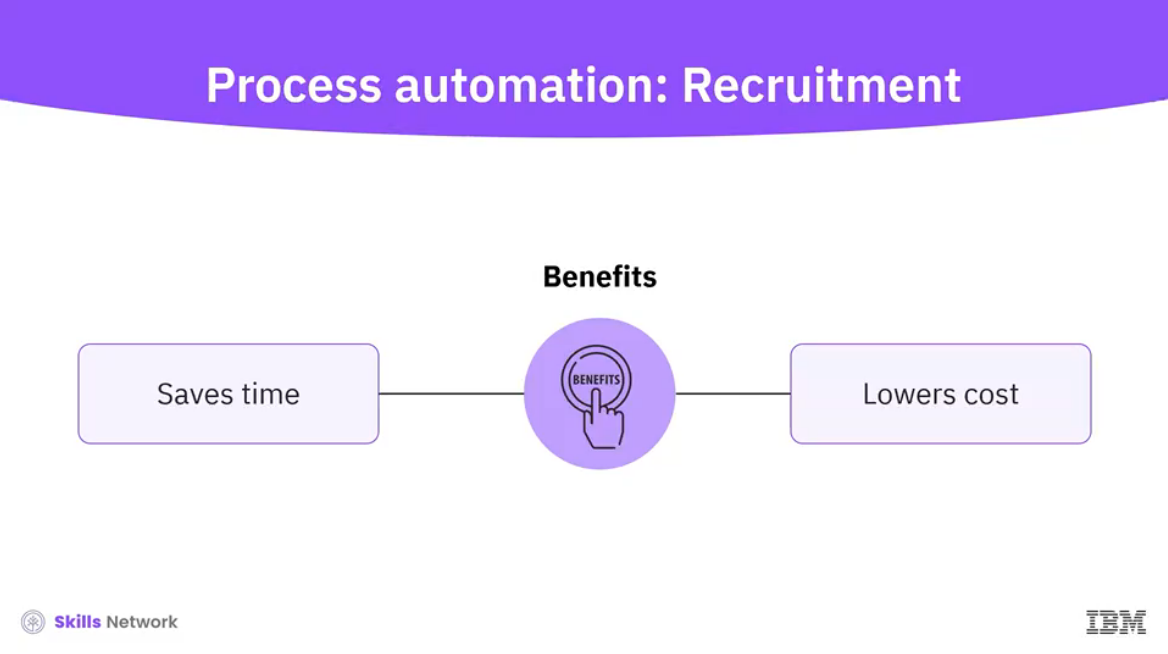 Process automation: Recruitment
Benefits
Saves time
BENEFITS
Lowers cost
Skills Network
IBM